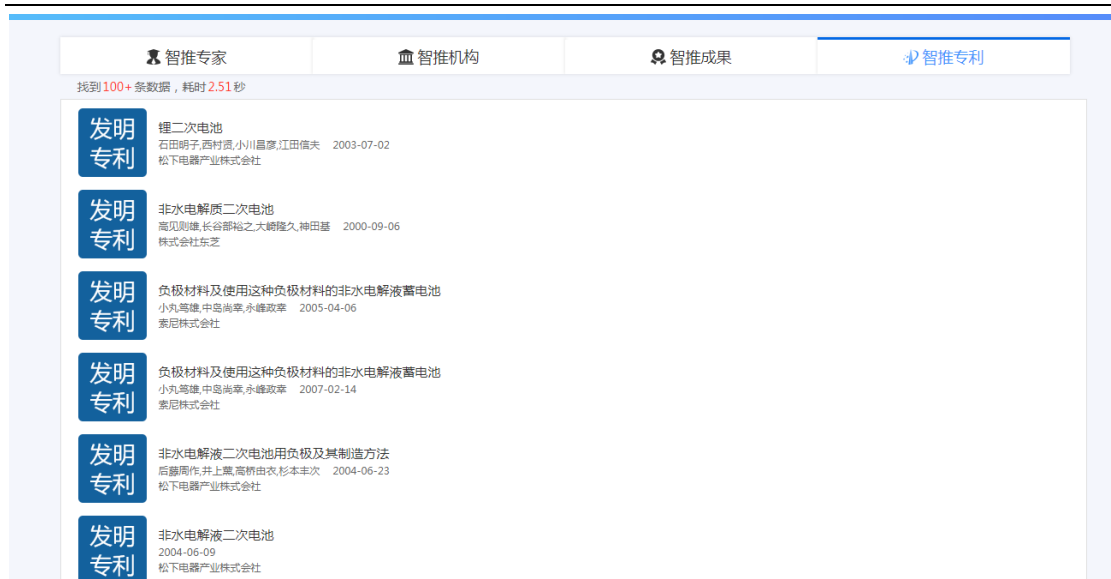 智推专家 智推机构 智推成果 智推专利
找到100+条数据，耗时2.51秒
发明专利
锂二次电池
石田明子,西村贤,小川昌彦,江田信夫 2003-07-02
松下电器产业株式会社
发明专利
非水电解质二次电池
高见则雄,长谷部裕之,大崎隆久,神田基 2000-09-06
株式会社东芝
发明专利
负极材料及使用这种负极材料的非水电解液蓄电池
小丸笃雄,中岛尚幸,永峰政幸 2005-04-06
索尼株式会社
发明专利
负极材料及使用这种负极材料的非水电解液蓄电池
小丸笃雄,中岛尚幸,永峰政幸 2007-02-14
索尼株式会社
发明专利
非水电解液二次电池用负极及其制造方法
后藤周作,井上薰,高桥由衣,杉本丰次 2004-06-23
松下电器产业株式会社
发明专利
非水电解液二次电池
2004-06-09
松下电器产业株式会社